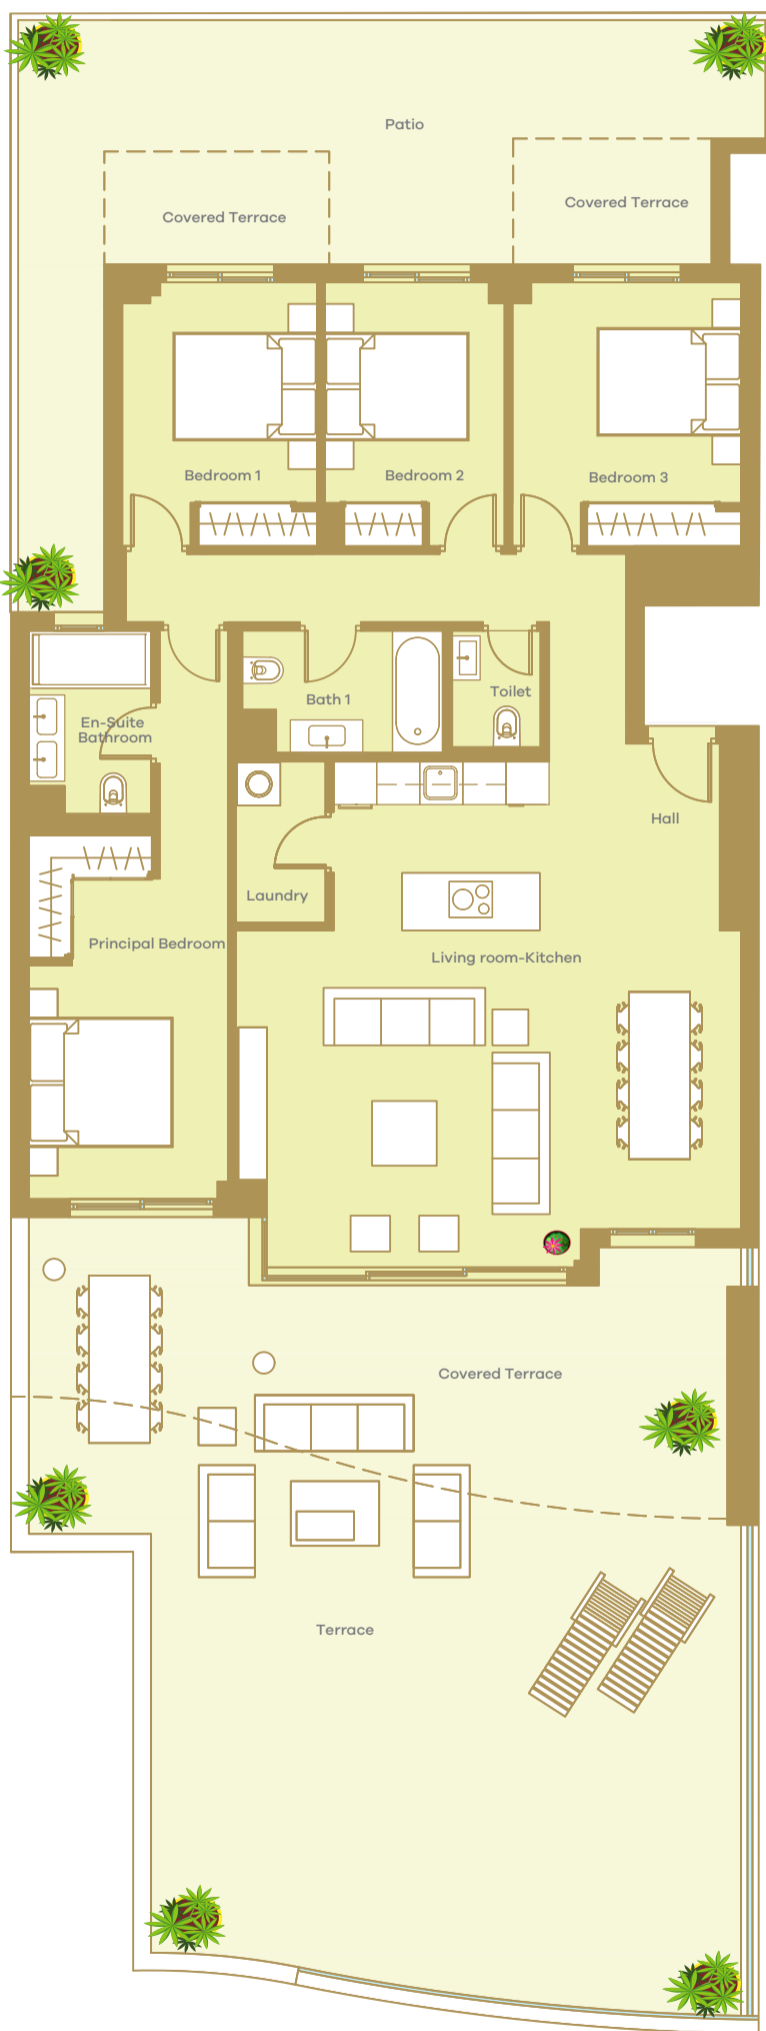 Patio
Covered Terrace
Covered Terrace
Bedroom 1
Bedroom 2
Bedroom 3
En-Suite
Bathroom
Bath 1
Toilet
Hall
Laundry
Principal Bedroom
Living room-Kitchen
Covered Terrace
Terrace